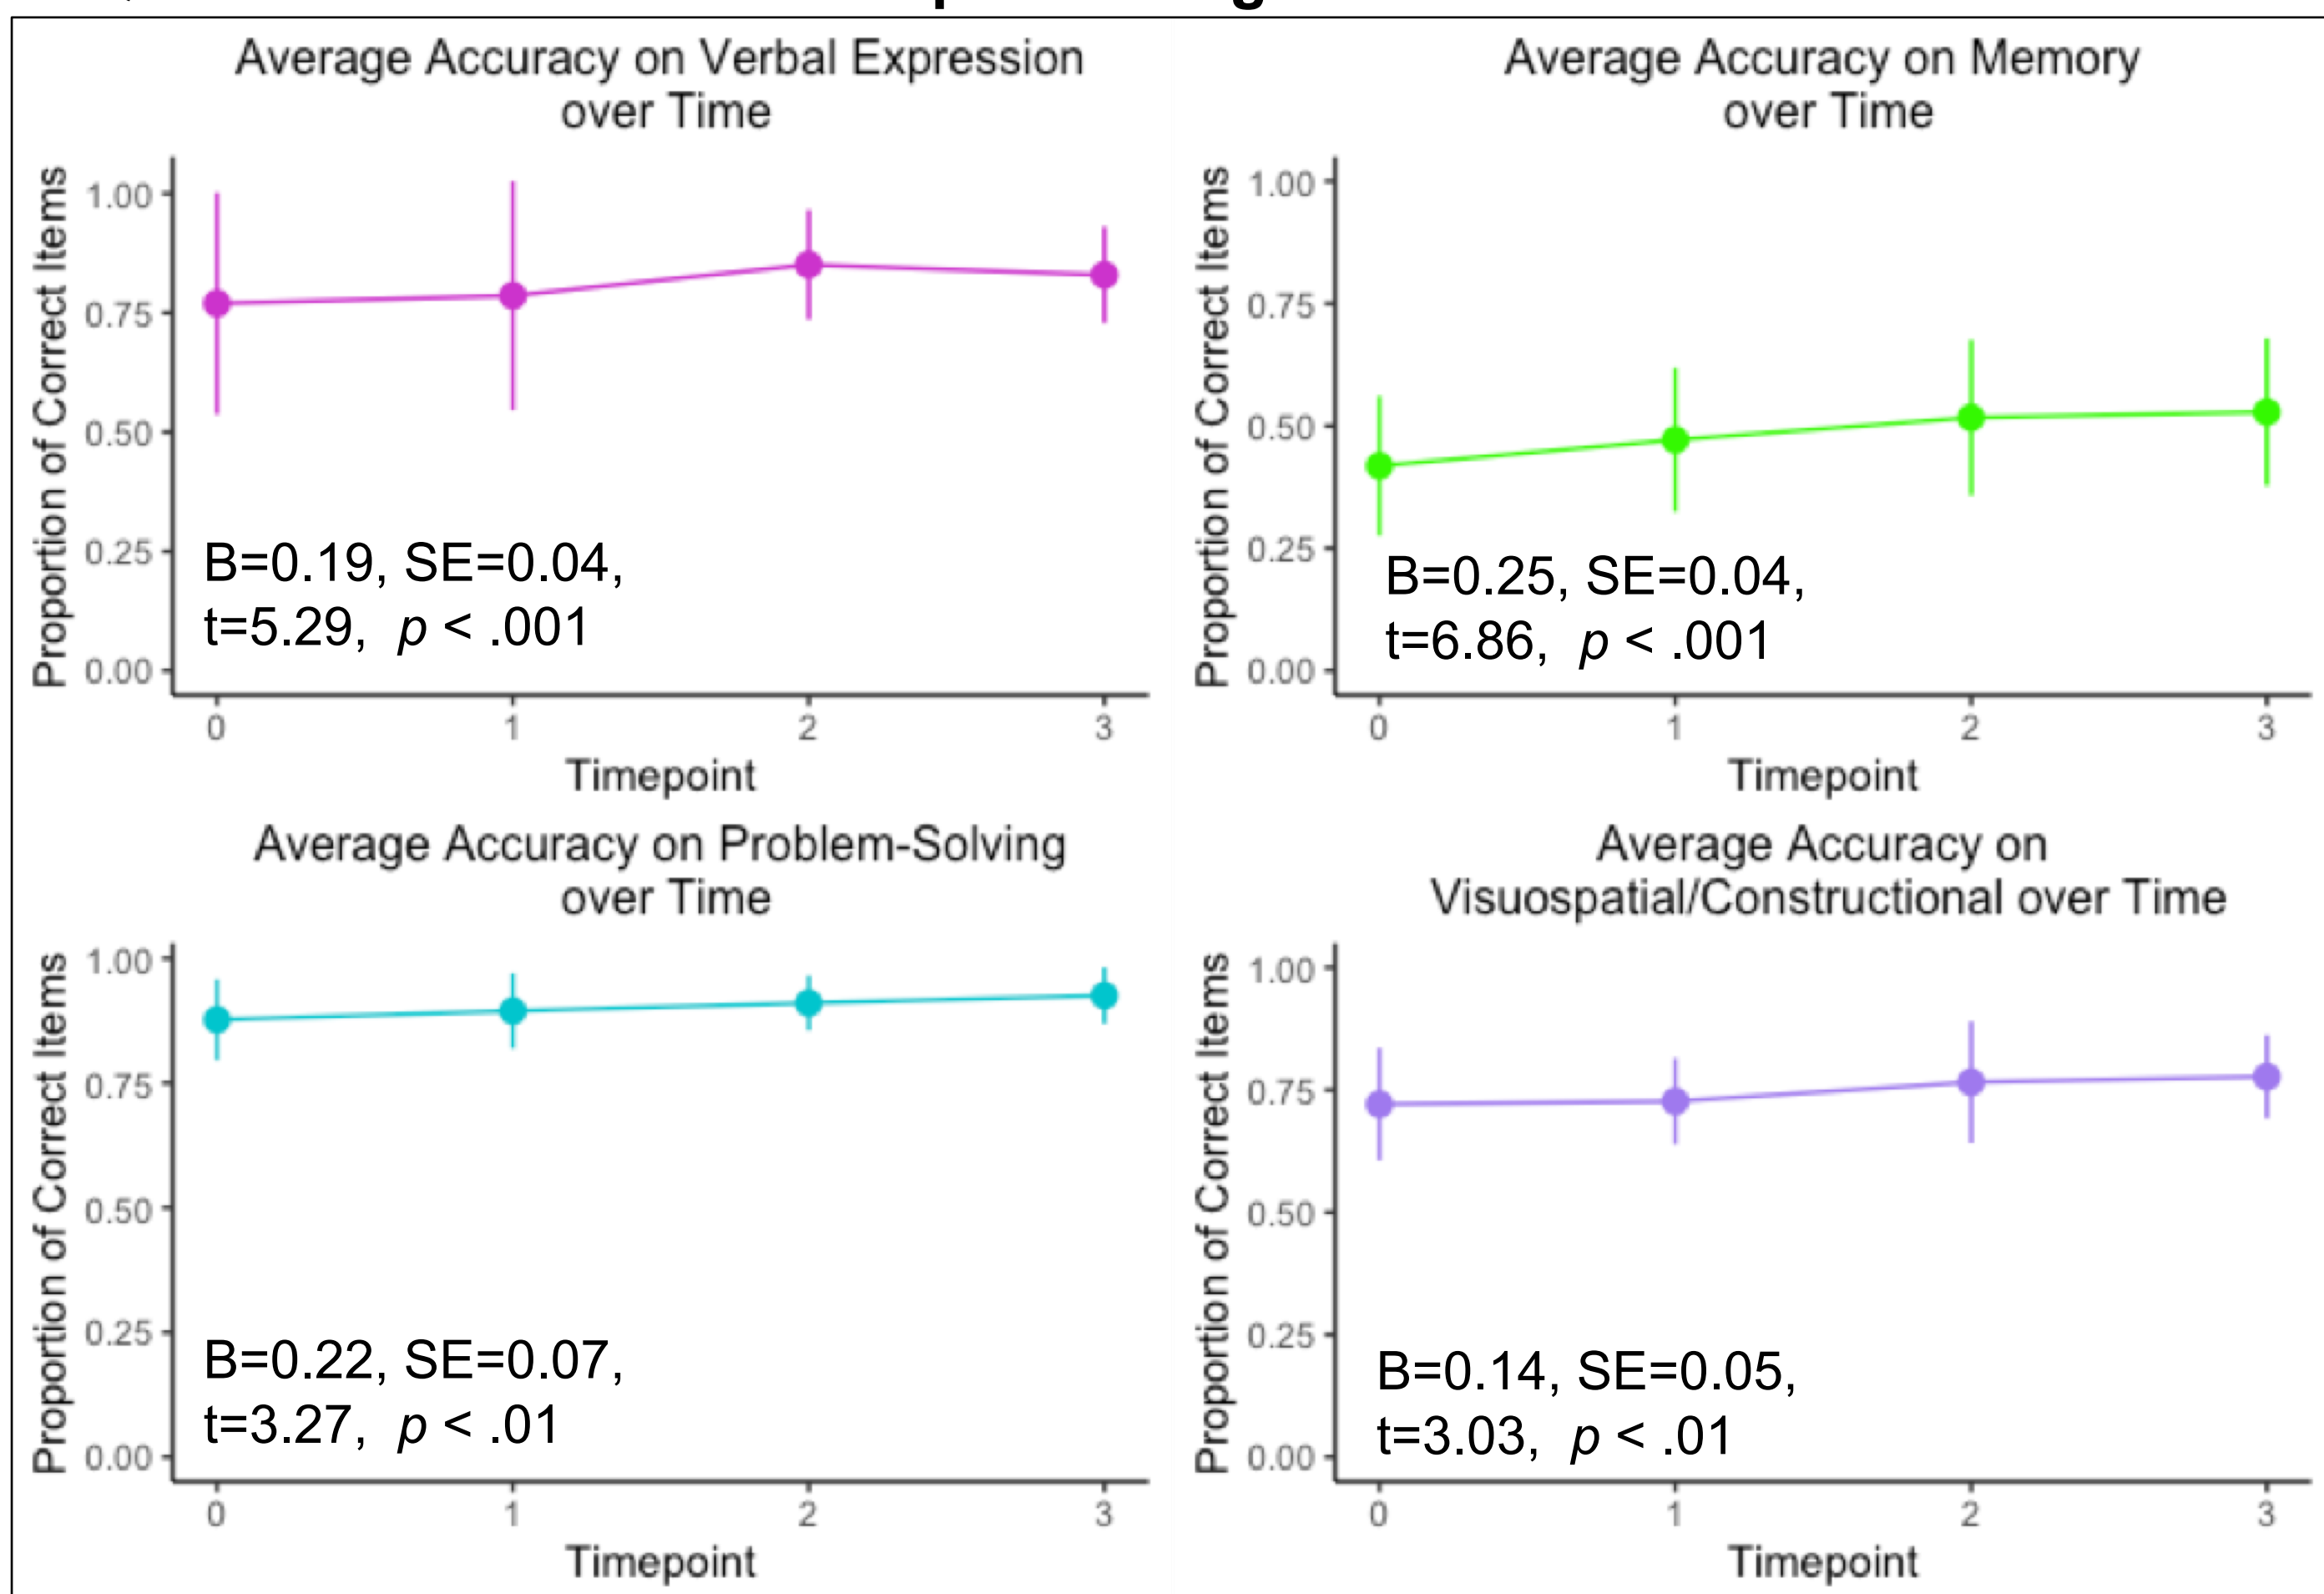 Average Accuracy on Verbal Expression
over Time
Proportion of Correct Items
1.00
0.75
0.50
0.25
0.00
B=0.19, SE=0.04,
t=5.29, p < .001
0 1 2 3
Timepoint
Average Accuracy on Memory
over Time
Proportion of Correct Items
1.00
0.75
0.50
0.25
0.00
B=0.25, SE=0.04,
t=6.86, p < .001
0 1 2 3
Timepoint
Average Accuracy on Problem-Solving
over Time
Proportion of Correct Items
1.00
0.75
0.50
0.25
0.00
B=0.22, SE=0.07,
t=3.27, p < .01
0 1 2 3
Timepoint
Average Accuracy on
Visuospatial/Constructional over Time
Proportion of Correct Items
1.00
0.75
0.50
0.25
0.00
B=0.14, SE=0.05,
t=3.03, p < .01
0 1 2 3
Timepoint